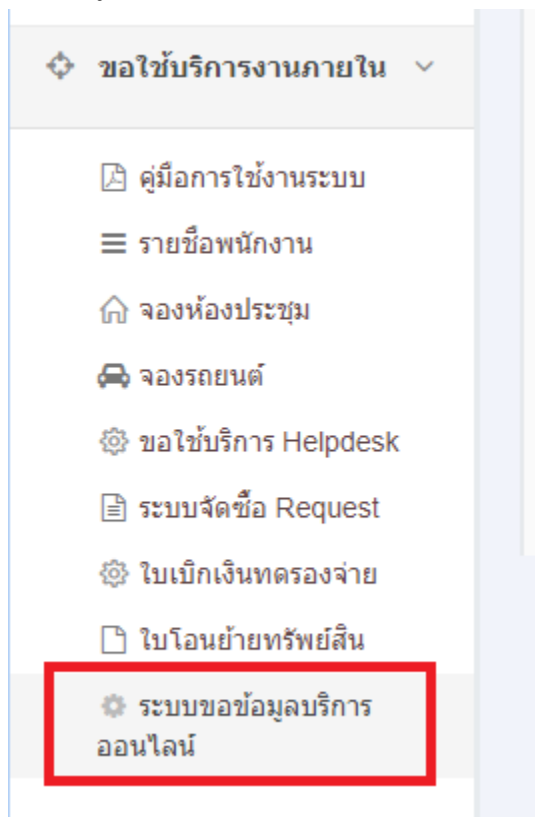 ขอใช้บริการงานภายใน
คู่มือการใช้งานระบบ
รายชื่อพนักงาน
จองห้องประชุม
จองรถยนต์
ขอใช้บริการ Helpdesk
ระบบจัดซื้อ Request
ใบเบิกเงินทดรองจ่าย
ใบโอนย้ายทรัพย์สิน
ระบบขอข้อมูลบริการ
ออนไลน์